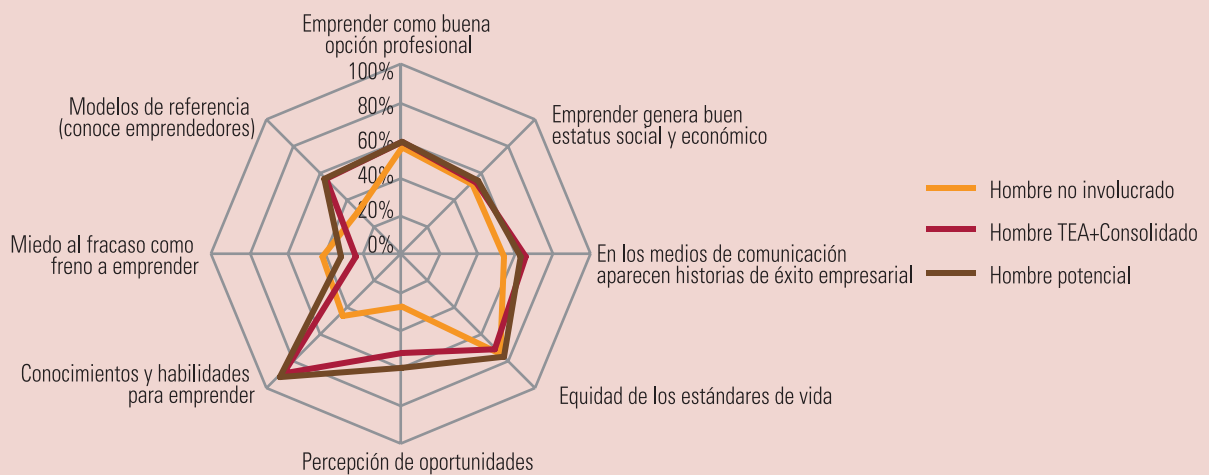 Emprender como buena
opción profesional
100%
80%
60%
40%
20%
0%
Modelos de referencia
(conoce emprendedores)
Emprender genera buen
estatus social y económico
Miedo al fracaso como
freno a emprender
En los medios de comunicación
aparecen historias de éxito empresarial
Conocimientos y habilidades
para emprender
Equidad de los estándares de vida
Percepción de oportunidades
Hombre no involucrado
Hombre TEA+Consolidado
Hombre potencial